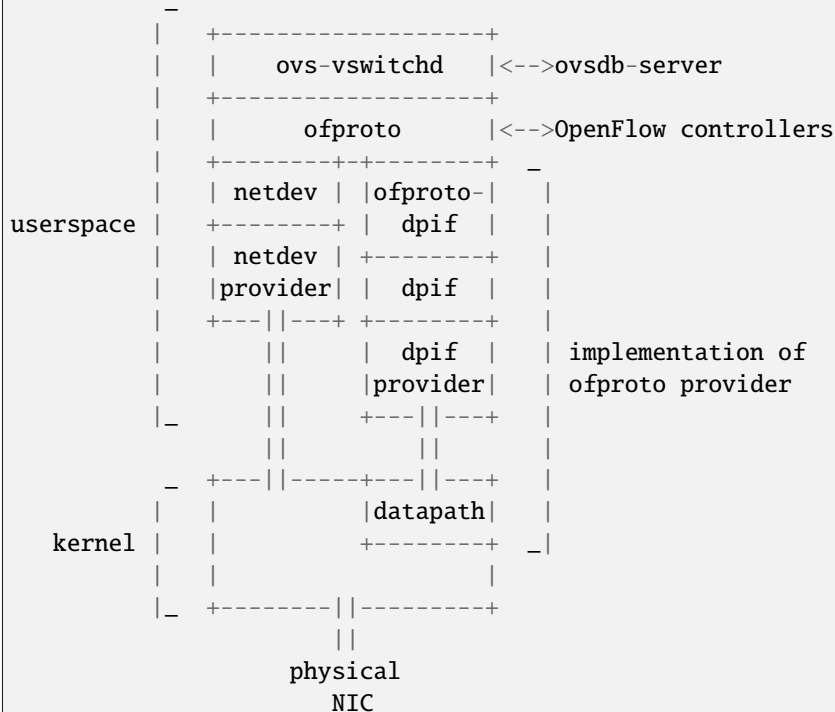 _
           |   +-------------------+
           |   |    ovs-vswitchd   |<-->ovsdb-server
           |   +-------------------+
           |   |      ofproto      |<-->OpenFlow controllers
           |   +--------+-+--------+  _
           |   | netdev | |ofproto-|   |
userspace  |   +--------+ |  dpif  |   |
           |   | netdev | +--------+   |
           |   |provider| |  dpif  |   |
           |   +---||---+ +--------+   |
           |       ||     |  dpif  |   | implementation of
           |       ||     |provider|   | ofproto provider
           |_      ||     +---||---+   |
                   ||         ||       |
            _  +---||-----+---||---+   |
           |   |          |datapath|   |
    kernel |   |          +--------+  _|
           |   |                   |
           |_  +--------||---------+
                        ||
                     physical
                        NIC